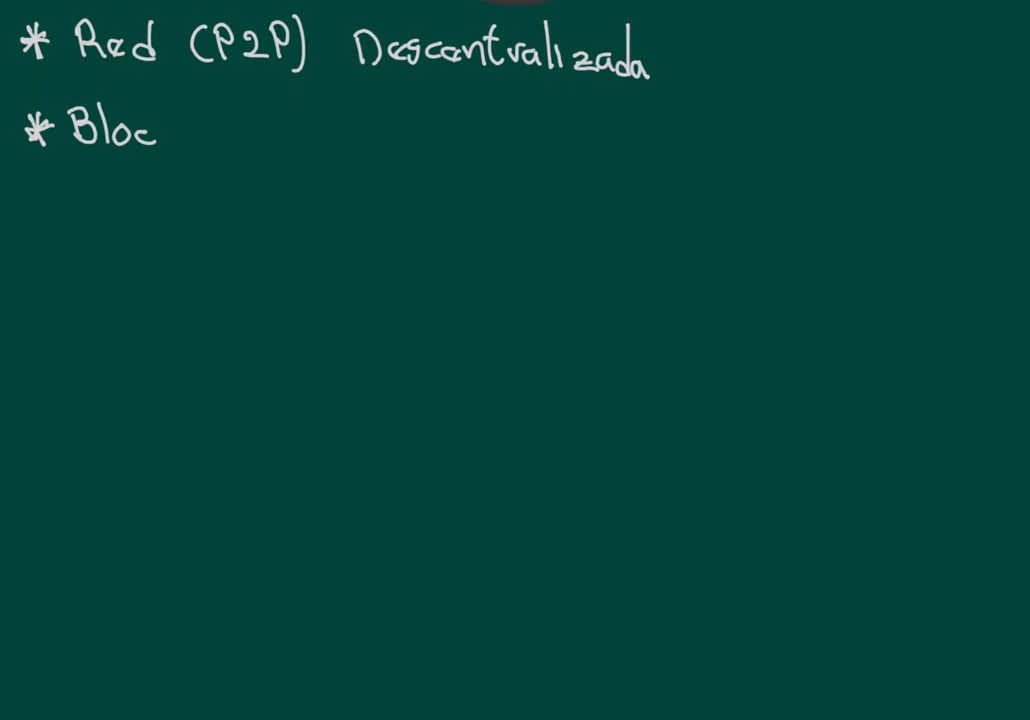 * Red (P2P) Descentralizada
* Bloc